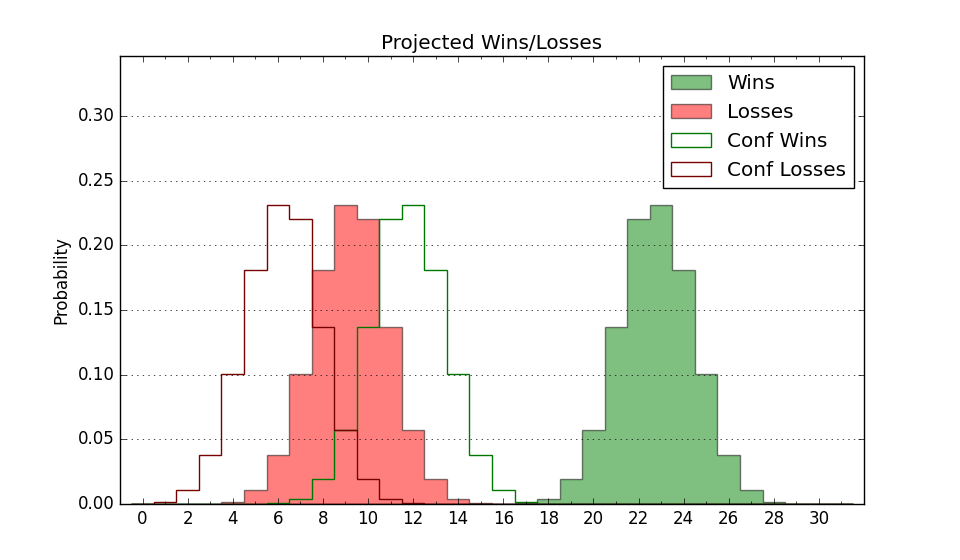 Projected Wins/Losses
Wins
Losses
Conf Wins
Conf Losses
Probability
0.30
0.25
0.20
0.15
0.10
0.05
0.00
0 2 4 6 8 10 12 14 16 18 20 22 24 26 28 30